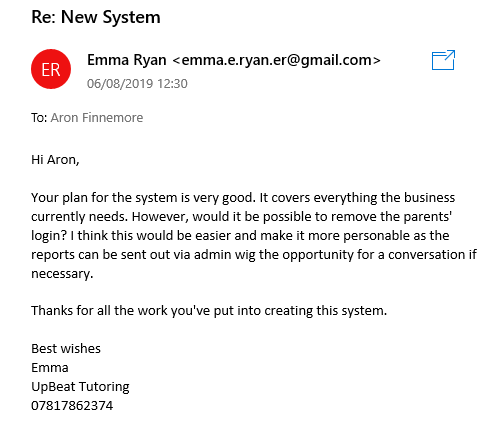 Re: New System
ER
Emma Ryan <emma.e.ryan.er@gmail.com>
06/08/2019 12:30
To: Aron Finnemore
Hi Aron,
Your plan for the system is very good. It covers everything the business
currently needs. However, would it be possible to remove the parents'
login? I think this would be easier and make it more personable as the
reports can be sent out via admin wig the opportunity for a conversation if
necessary.
Thanks for all the work you've put into creating this system.
Best wishes
Emma
UpBeat Tutoring
07817862374